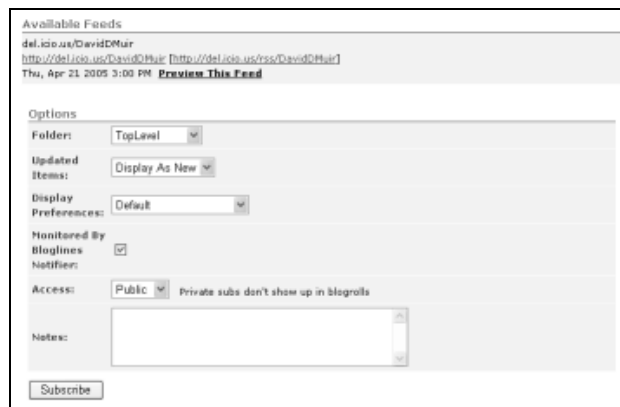 Available Feeds
del.icio.us/DavidDMuir
http://del.icio.us/DavidDMuir [http://del.icio.us/rss/DavidDMuir]
Thu, Apr 21 2005 3:00 PM Preview This Feed
Options
Folder: TopLevel
Updated Items: Display As New
Display Preferences: Default
Monitored By Bloglines Notifier:
Access: Public Private subs don't show up in blogrolls
Notes:
Subscribe